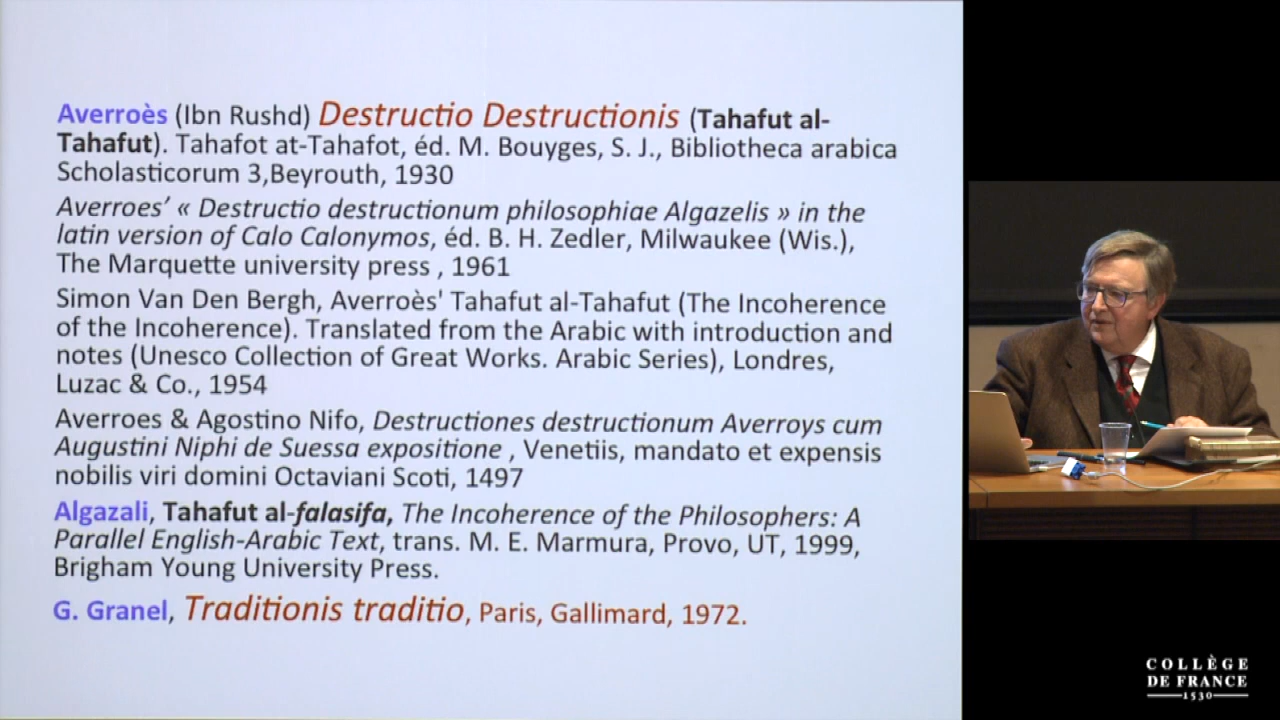 Averroès (Ibn Rushd) Destructio Destructionis (Tahafut al-
Tahafut). Tahafot at-Tahafot, éd. M. Bouyges, S. J., Bibliotheca arabica
Scholasticorum 3,Beyrouth, 1930
Averroes’ « Destructio destructionum philosophiae Algazelis » in the
latin version of Calo Calonymos, éd. B. H. Zedler, Milwaukee (Wis.),
The Marquette university press , 1961
Simon Van Den Bergh, Averroès' Tahafut al-Tahafut (The Incoherence
of the Incoherence). Translated from the Arabic with introduction and
notes (Unesco Collection of Great Works. Arabic Series), Londres,
Luzac & Co., 1954
Averroes & Agostino Nifo, Destructiones destructionum Averroys cum
Augustini Niphi de Suessa expositione , Venetiis, mandato et expensis
nobilis viri domini Octaviani Scoti, 1497
Algazali, Tahafut al-falasifa, The Incoherence of the Philosophers: A
Parallel English-Arabic Text, trans. M. E. Marmura, Provo, UT, 1999,
Brigham Young University Press.
G. Granel, Traditionis traditio, Paris, Gallimard, 1972.
COLLÈGE
DE FRANCE
1530